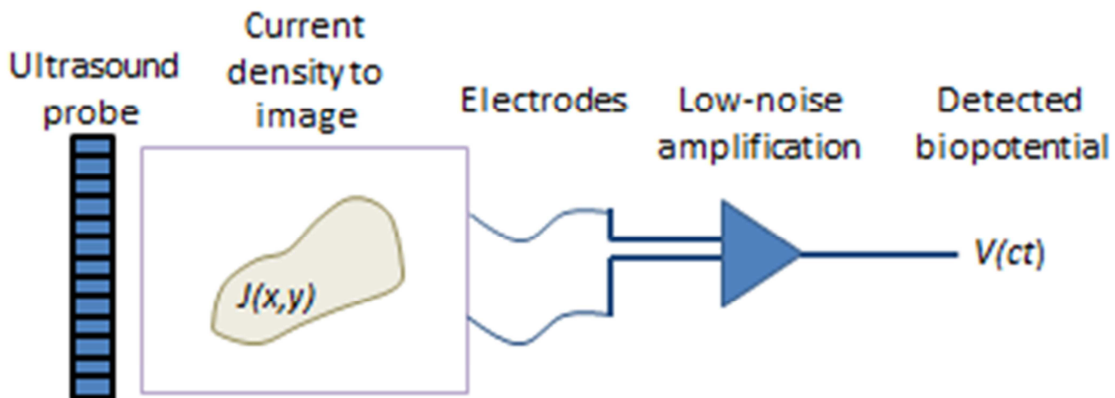 Ultrasound
probe
Current
density to
image
Electrodes
Low-noise
amplification
Detected
biopotential
J(x,y)
V(ct)